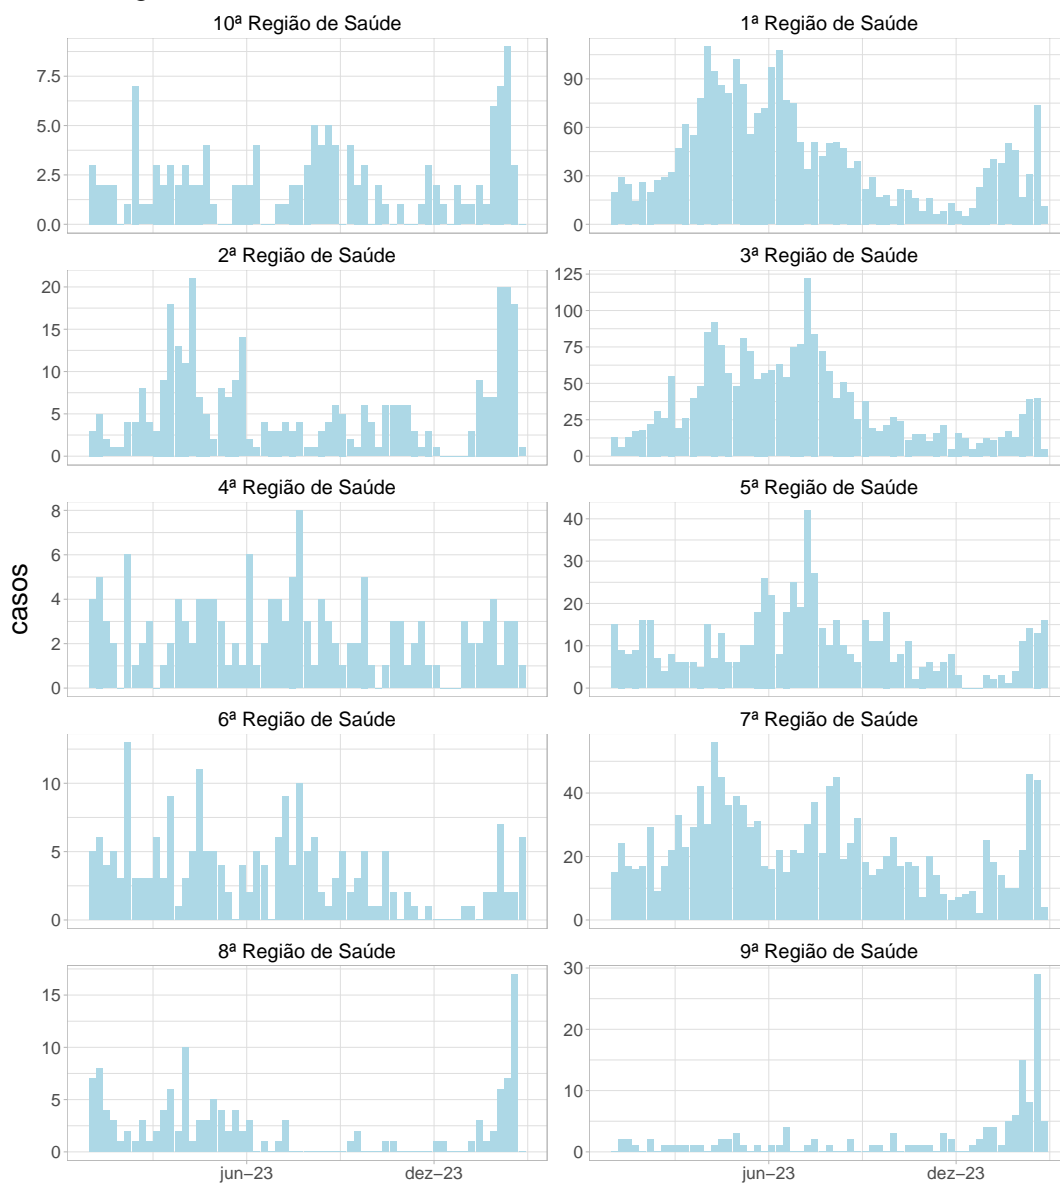 10ª Região de Saúde
1ª Região de Saúde
7.5
5.0
2.5
0.0
90
60
30
0
2ª Região de Saúde
3ª Região de Saúde
20
15
10
5
0
125
100
75
50
25
0
4ª Região de Saúde
5ª Região de Saúde
8
6
4
2
0
40
30
20
10
0
casos
6ª Região de Saúde
7ª Região de Saúde
10
5
0
40
20
0
8ª Região de Saúde
9ª Região de Saúde
15
10
5
0
30
20
10
0
jun−23
dez−23
jun−23
dez−23